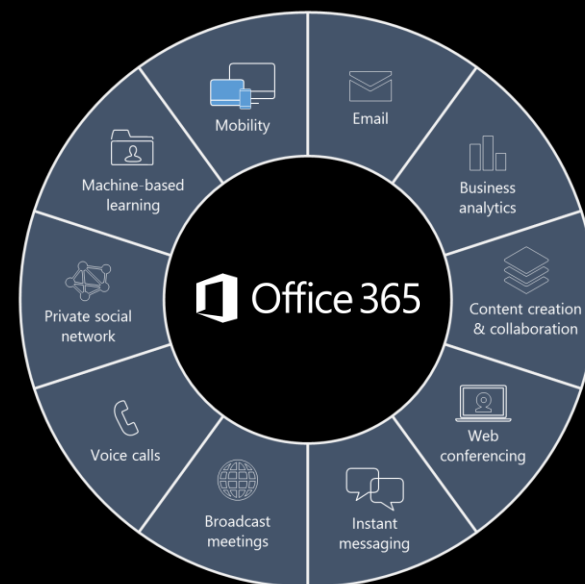 Mobility
Email
Business
analytics
Content creation
& collaboration
Web
conferencing
Instant
messaging
Broadcast
meetings
Voice calls
Private social
network
Machine-based
learning
Office 365